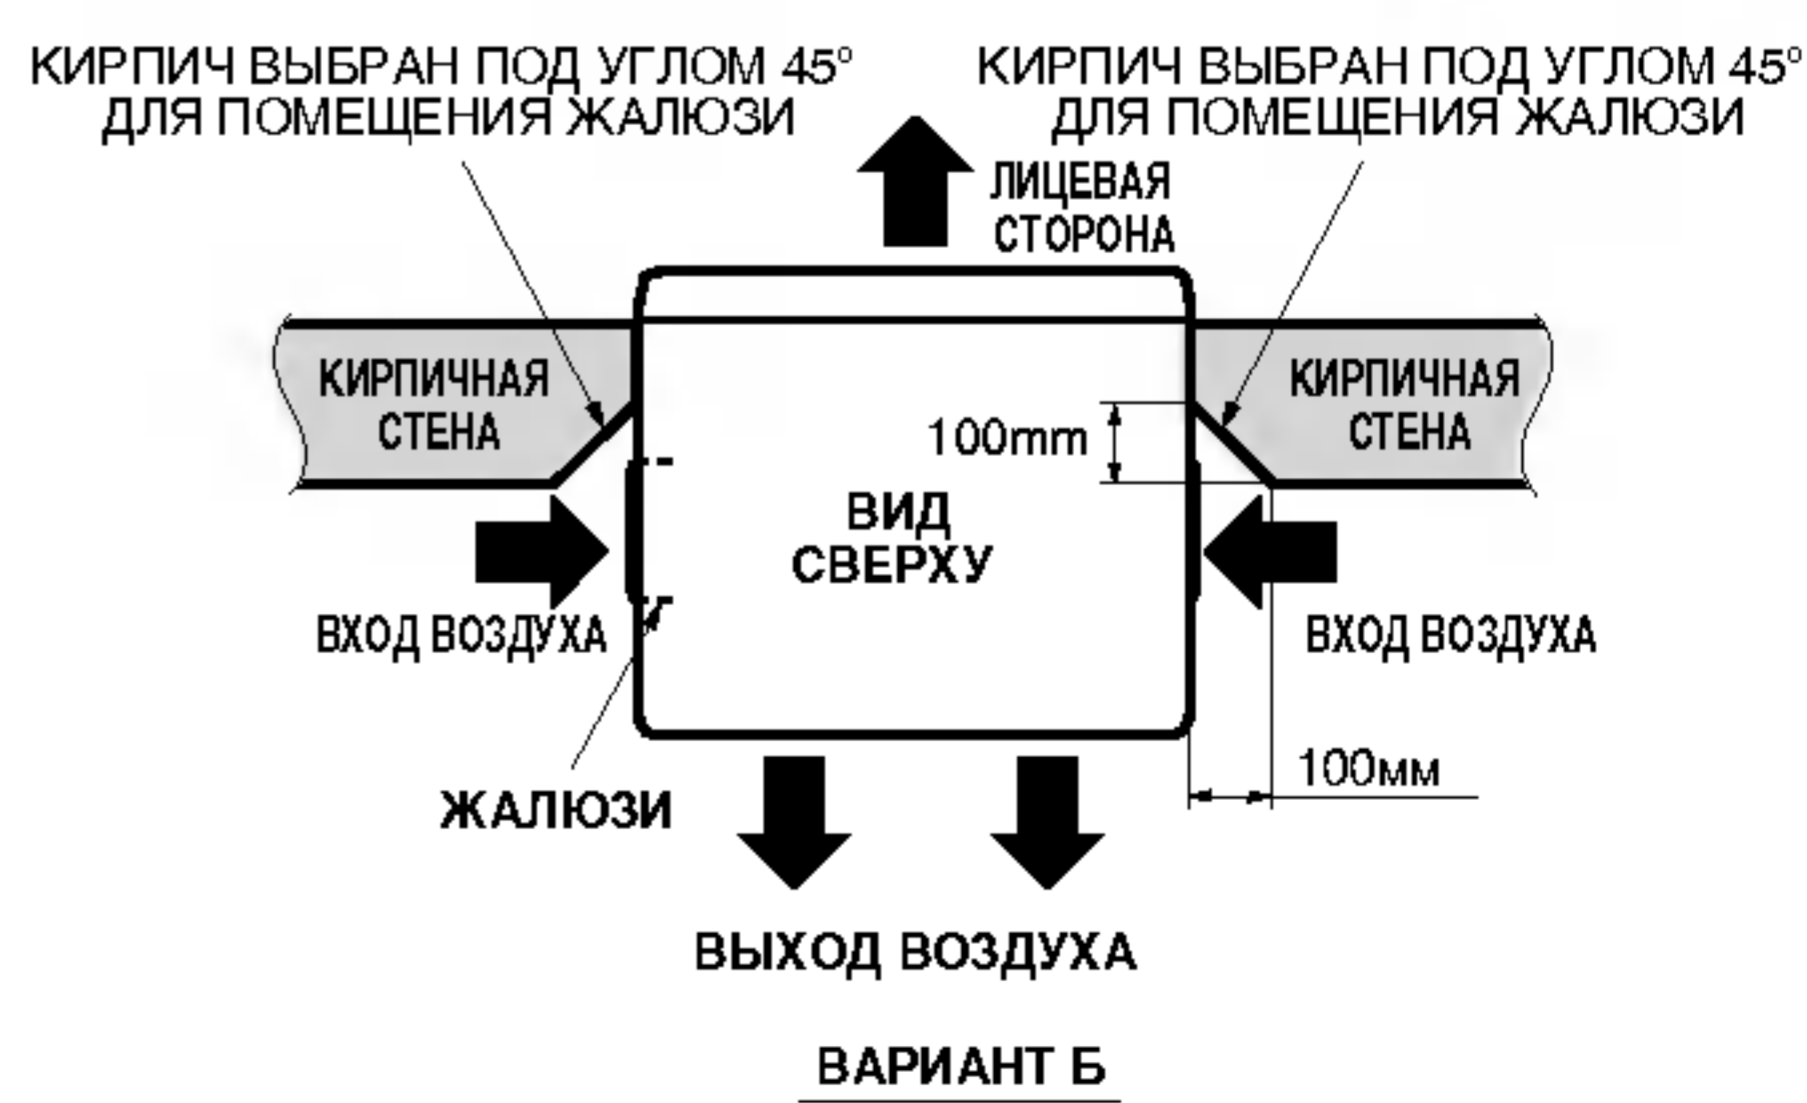 КИРПИЧ ВЫБРАН ПОД УГЛОМ 45°
ДЛЯ ПОМЕЩЕНИЯ ЖАЛЮЗИ
КИРПИЧ ВЫБРАН ПОД УГЛОМ 45°
ДЛЯ ПОМЕЩЕНИЯ ЖАЛЮЗИ
ЛИЦЕВАЯ
СТОРОНА
КИРПИЧНАЯ
СТЕНА
КИРПИЧНАЯ
СТЕНА
100mm
ВИД
СВЕРХУ
ВХОД ВОЗДУХА
ВХОД ВОЗДУХА
ЖАЛЮЗИ
100мм
ВЫХОД ВОЗДУХА
ВАРИАНТ Б